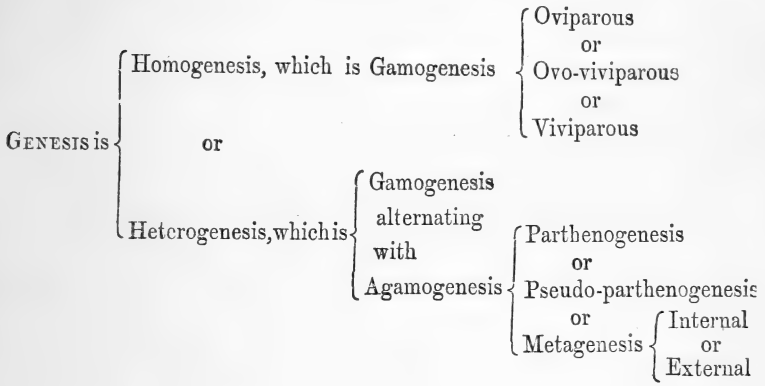 Oviparous
or
Homogenesis, which is Gamogenesis
Ovo-viviparous
or
Viviparous
GENESIS is
or
Gamogenesis
alternating
Heterogenesis, which is
with
Parthenogenesis
or
Agamogenesis
Pseudo-parthenogenesis
or
Internal
Metagenesis
or
External